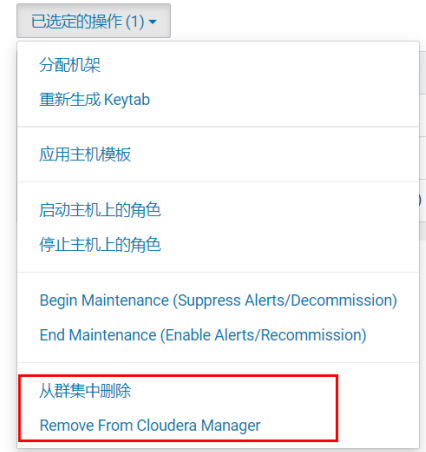 已选定的操作 (1)
分配机架
重新生成 Keytab
应用主机模板
启动主机上的角色
停止主机上的角色
Begin Maintenance (Suppress Alerts/Decommission)
End Maintenance (Enable Alerts/Recommission)
从群集中删除
Remove From Cloudera Manager